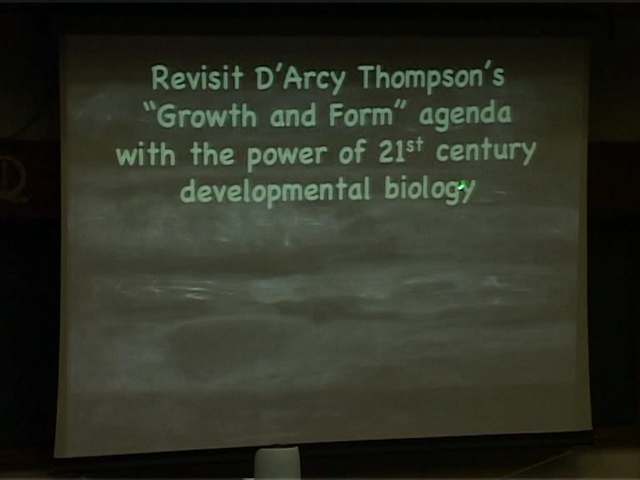 Revisit D'Arcy Thompson's
"Growth and Form" agenda
with the power of 21st century
developmental biology